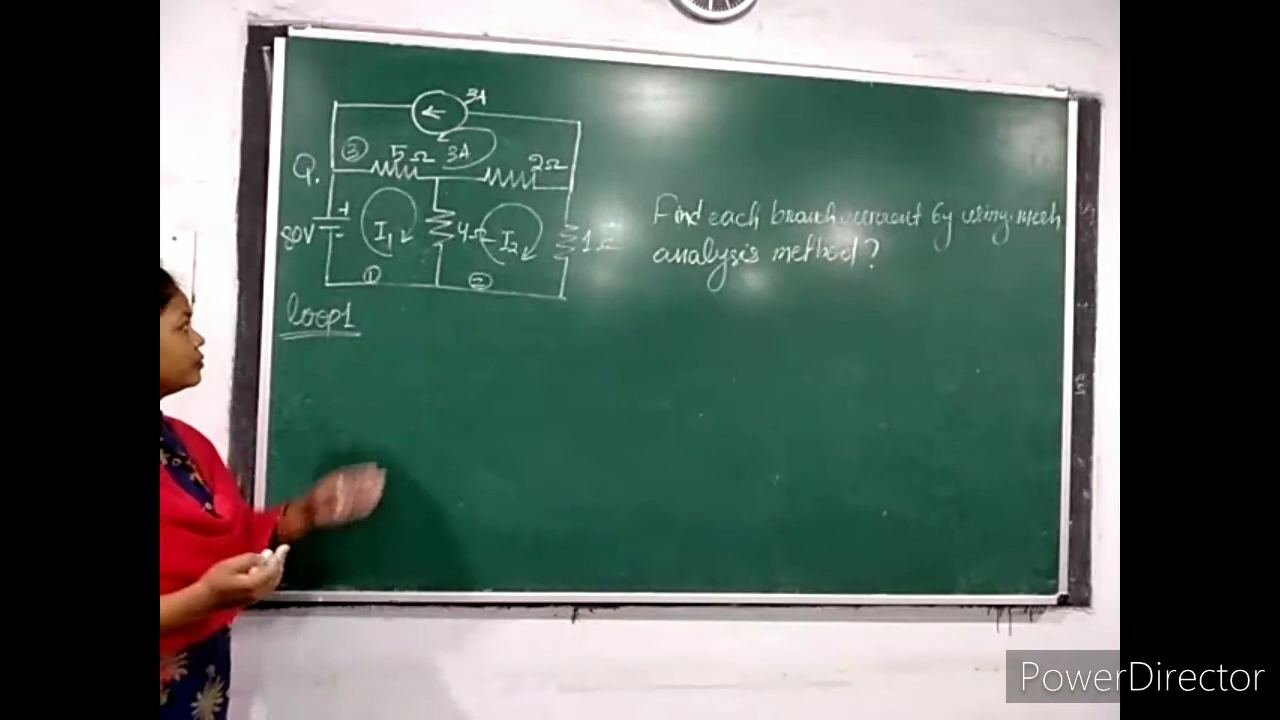 3A
③ 5Ω 3A 2Ω
Q.
+
80V - I₁ 4Ω I₂ 1Ω
① ②
loop1
Find each branch current by using mesh
analysis method?
PowerDirector